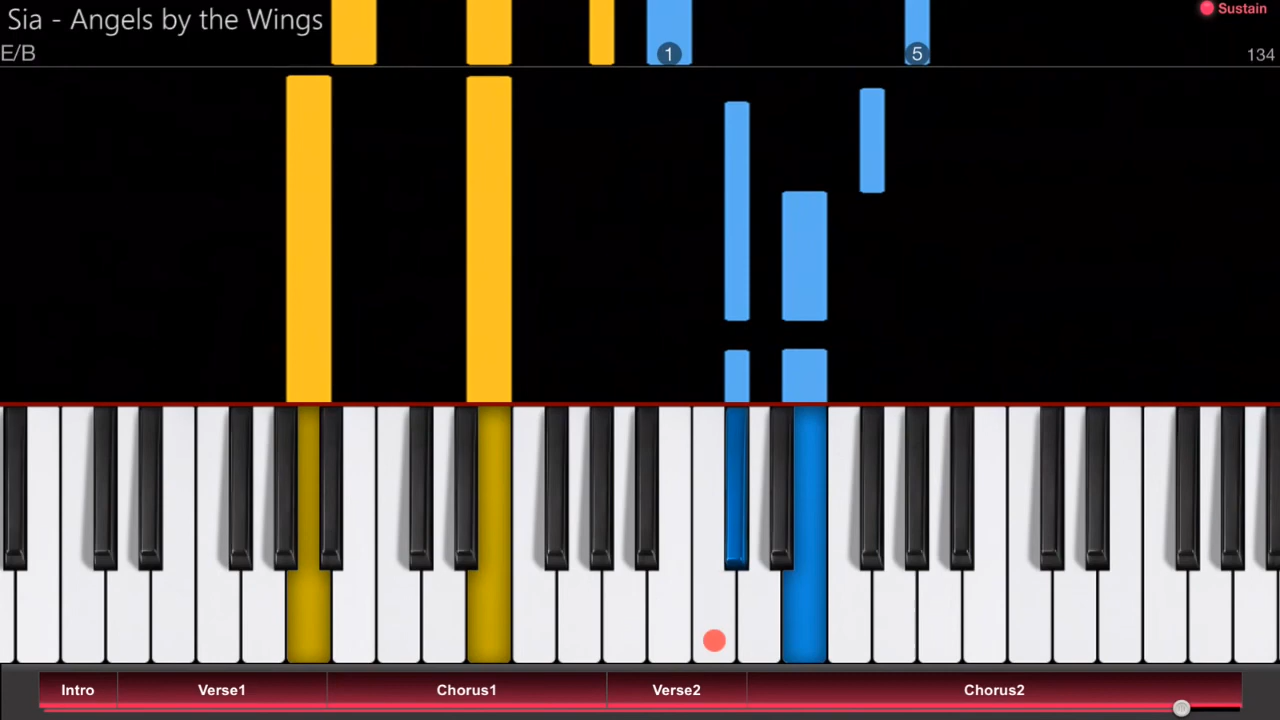 Sia - Angels by the Wings
Sustain
E/B
1
5
134
Intro
Verse1
Chorus1
Verse2
Chorus2